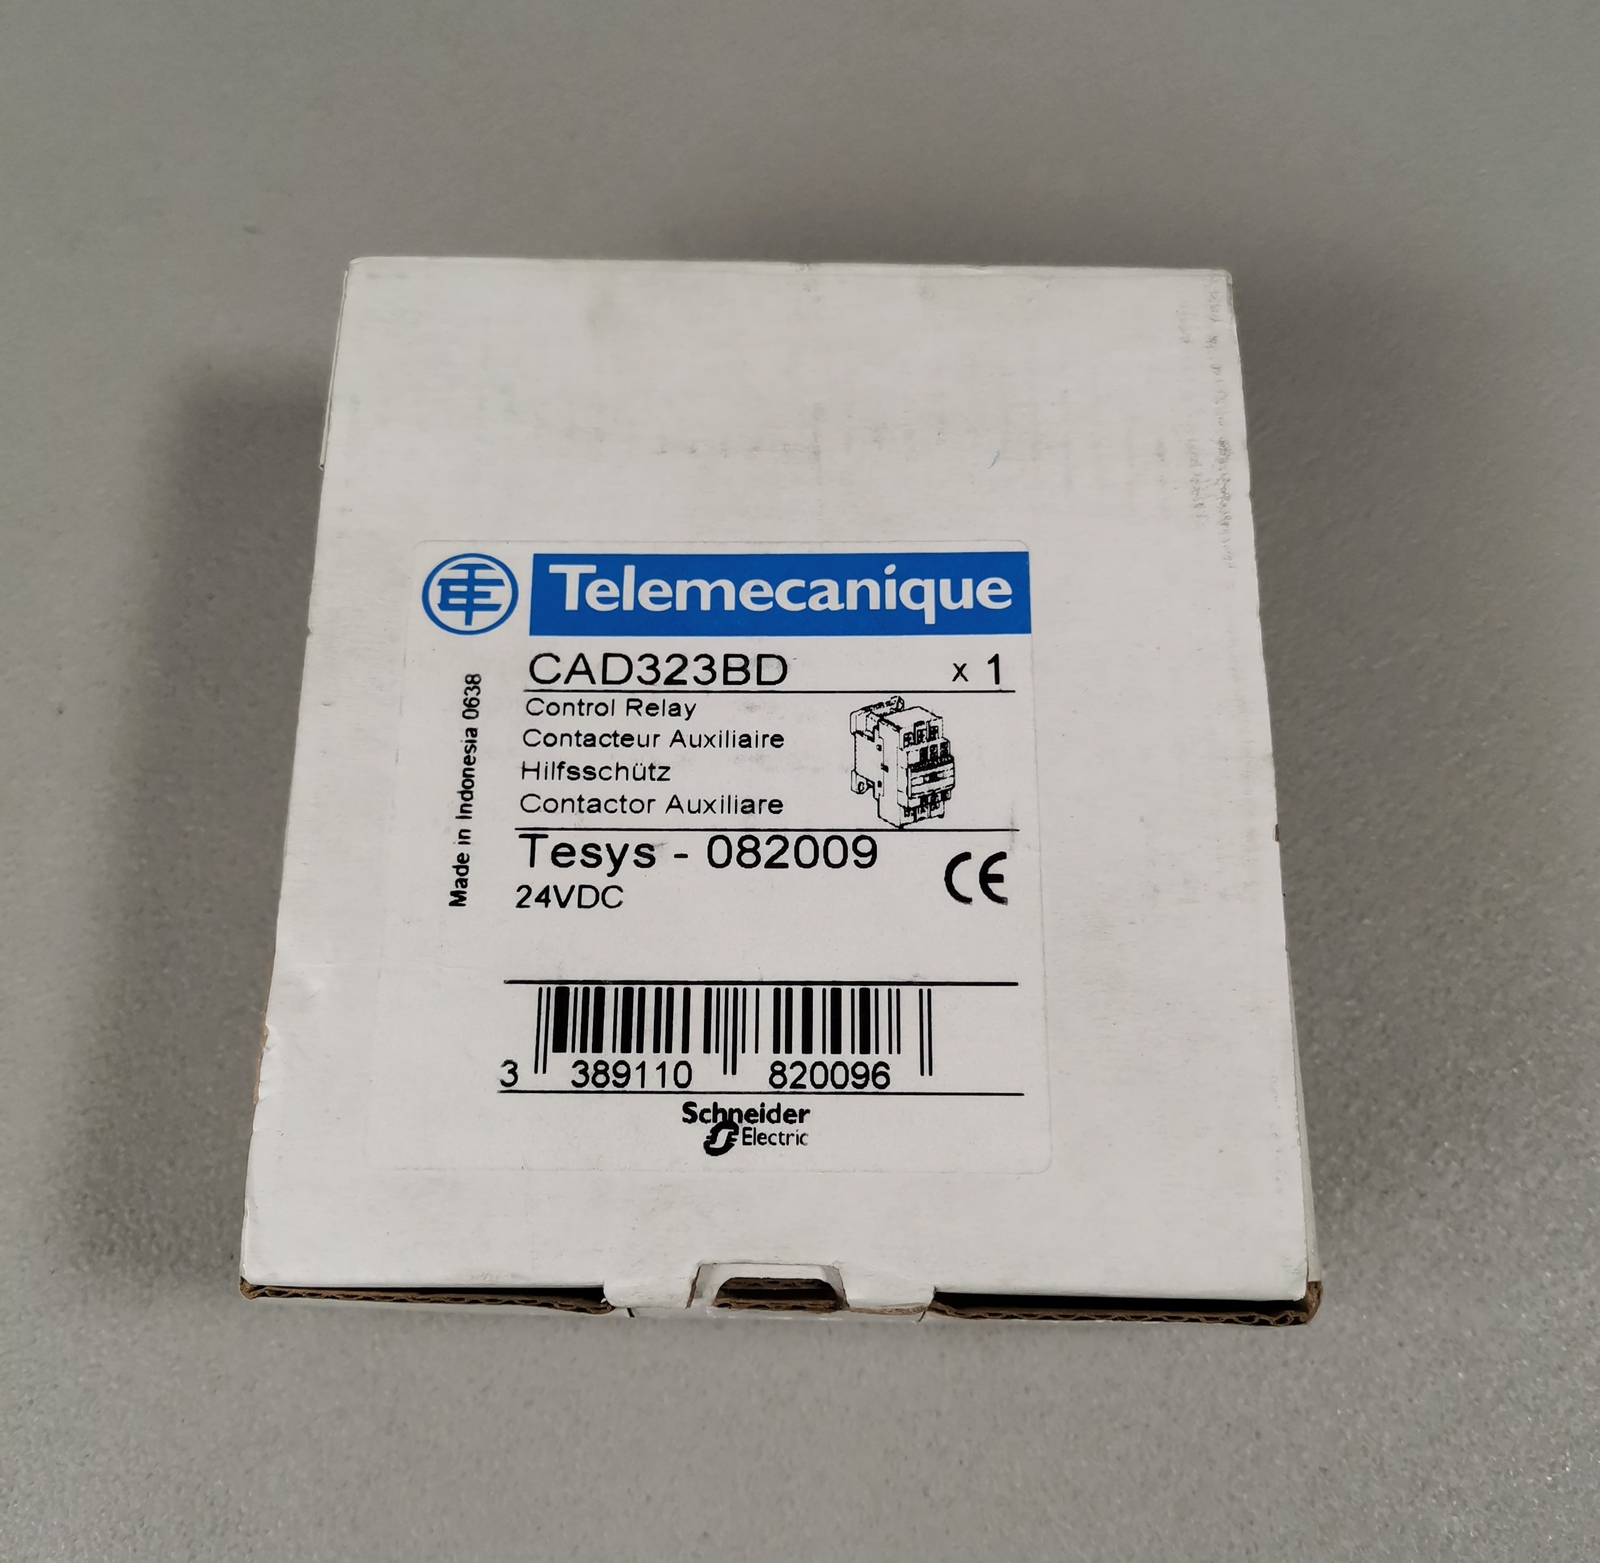 Telemecanique
CAD323BD x 1
Control Relay
Contacteur Auxiliaire
Hilfsschütz
Contactor Auxiliare
Tesys - 082009
24VDC
CE
Made in Indonesia 0638
3 389110 820096
Schneider
Electric